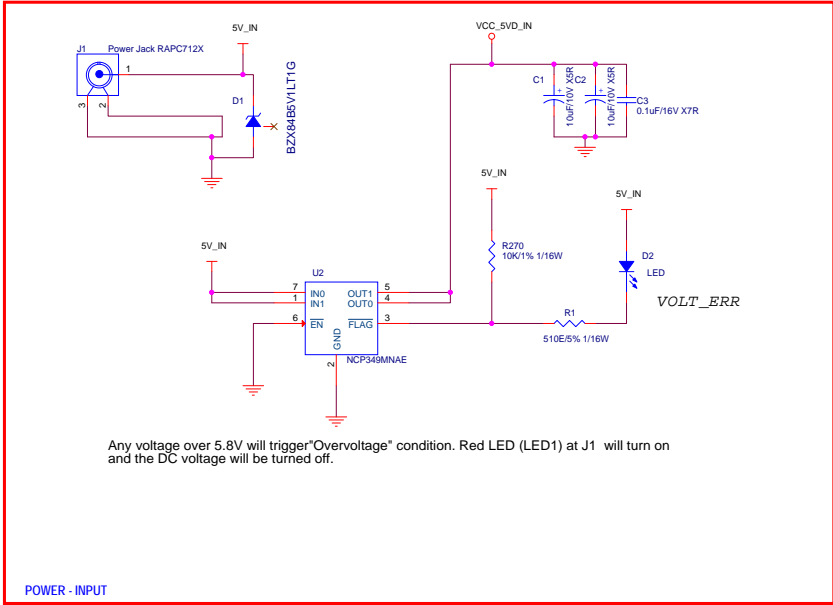 5V_IN
VCC_5VD_IN
J1
Power Jack RAPC712X
1
3
2
D1
BZX84B5V1LT1G
C1
10uF/10V X5R
C2
10uF/10V X5R
C3
0.1uF/16V X7R
5V_IN
5V_IN
5V_IN
R270
10K/1% 1/16W
D2
LED
VOLT_ERR
U2
7
IN0
1
IN1
6
EN
OUT1
5
OUT0
4
FLAG
3
GND
2
NCP349MNAE
R1
510E/5% 1/16W
Any voltage over 5.8V will trigger"Overvoltage" condition. Red LED (LED1) at J1 will turn on
and the DC voltage will be turned off.
POWER - INPUT